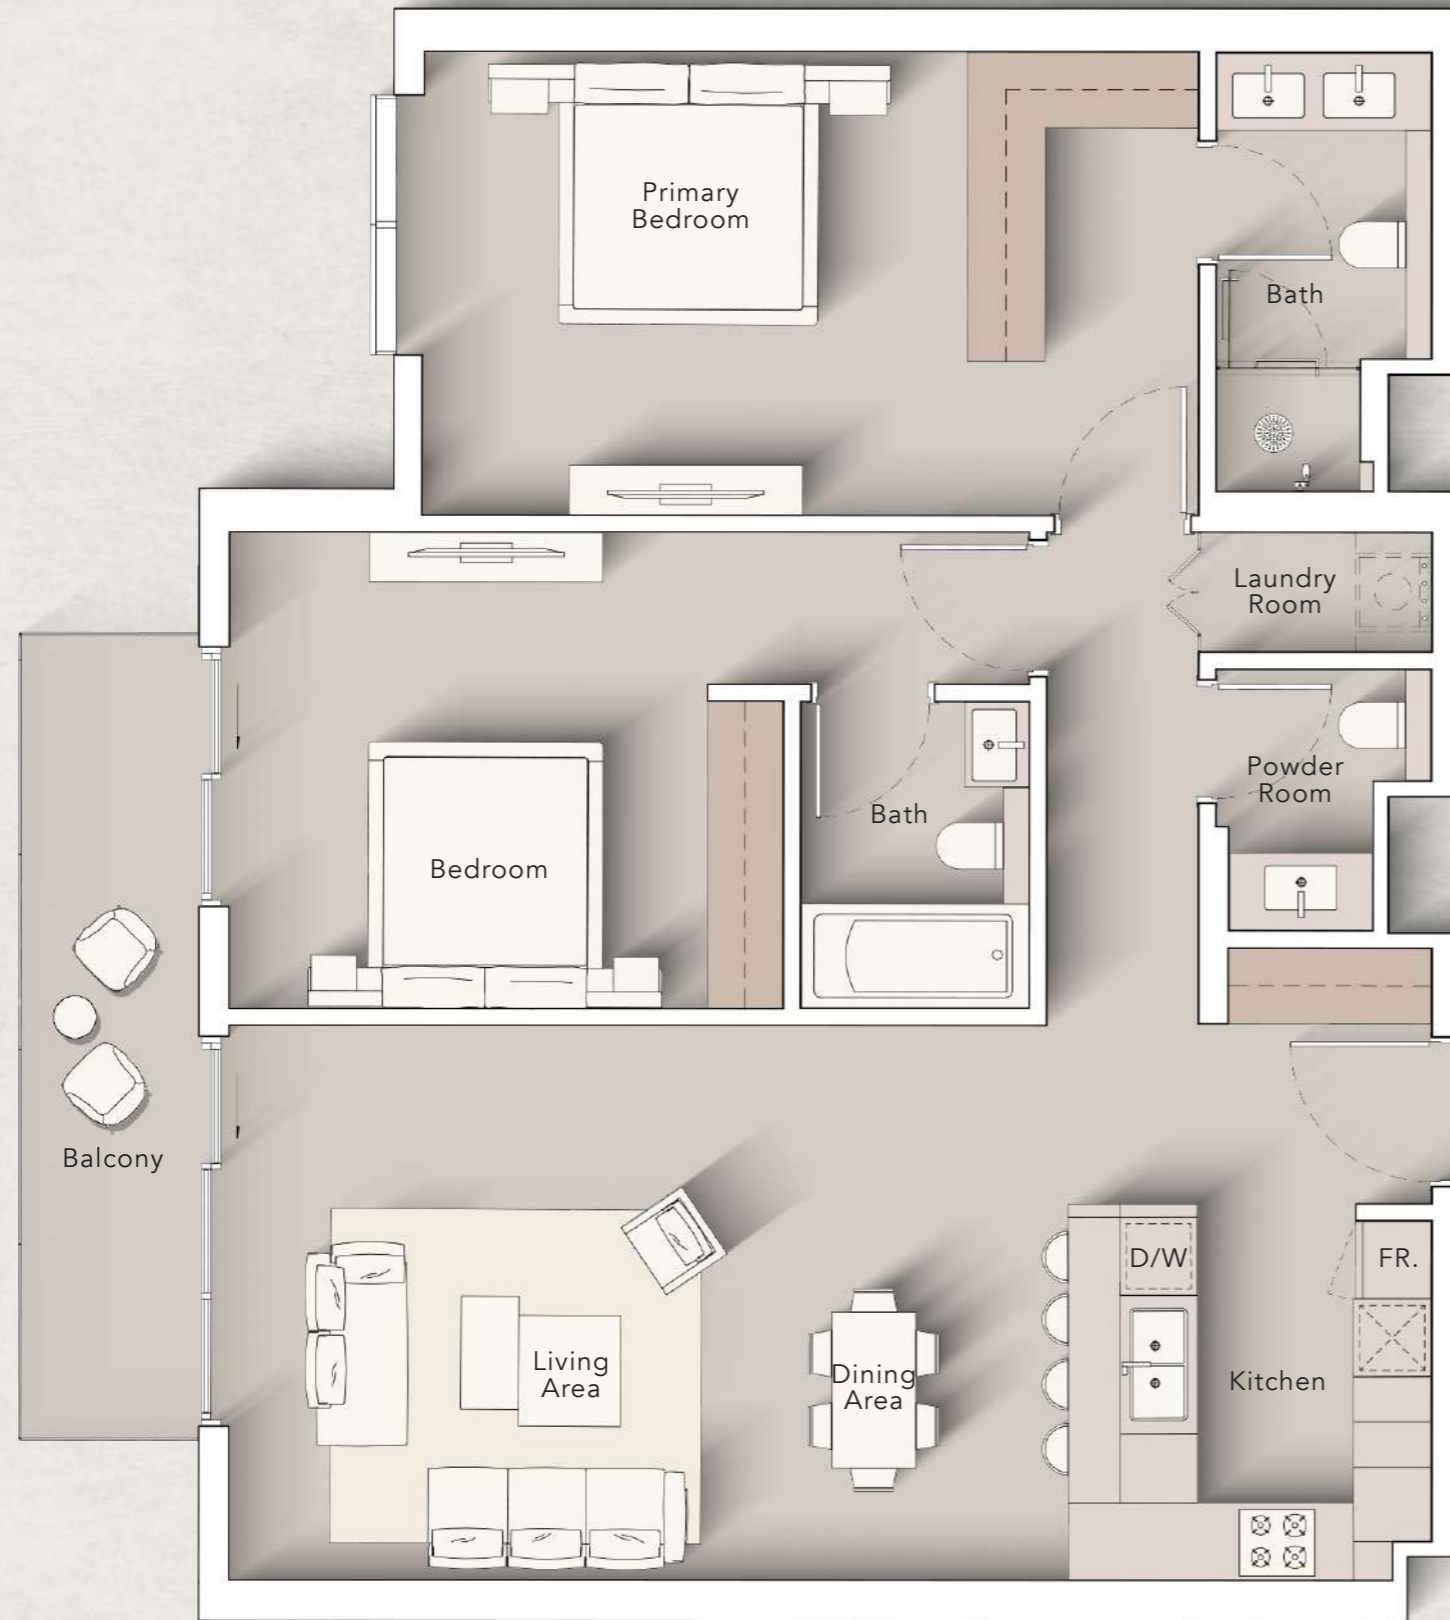 Primary
Bedroom
Bath
Laundry
Room
Powder
Room
Bath
Bedroom
Balcony
D/W
FR.
Living
Area
Dining
Area
Kitchen